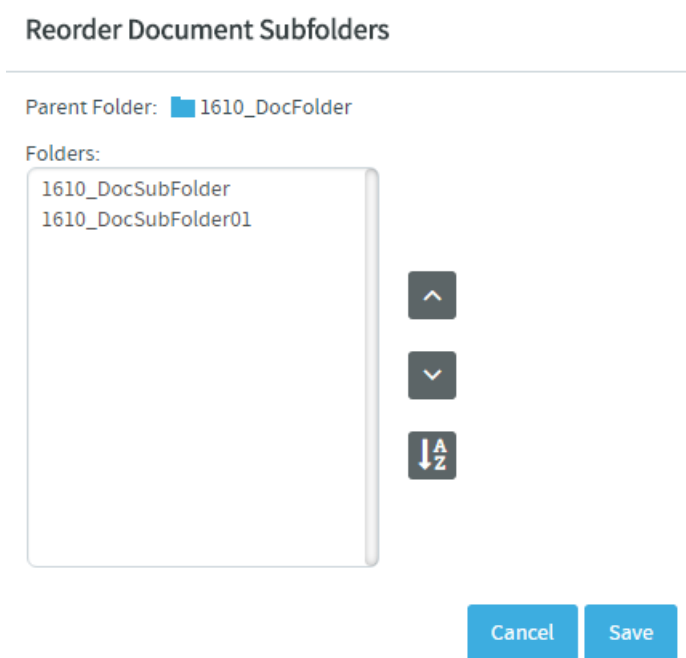 Reorder Document Subfolders
Parent Folder: 1610_DocFolder
Folders:
1610_DocSubFolder
1610_DocSubFolder01
A
Z
Cancel Save